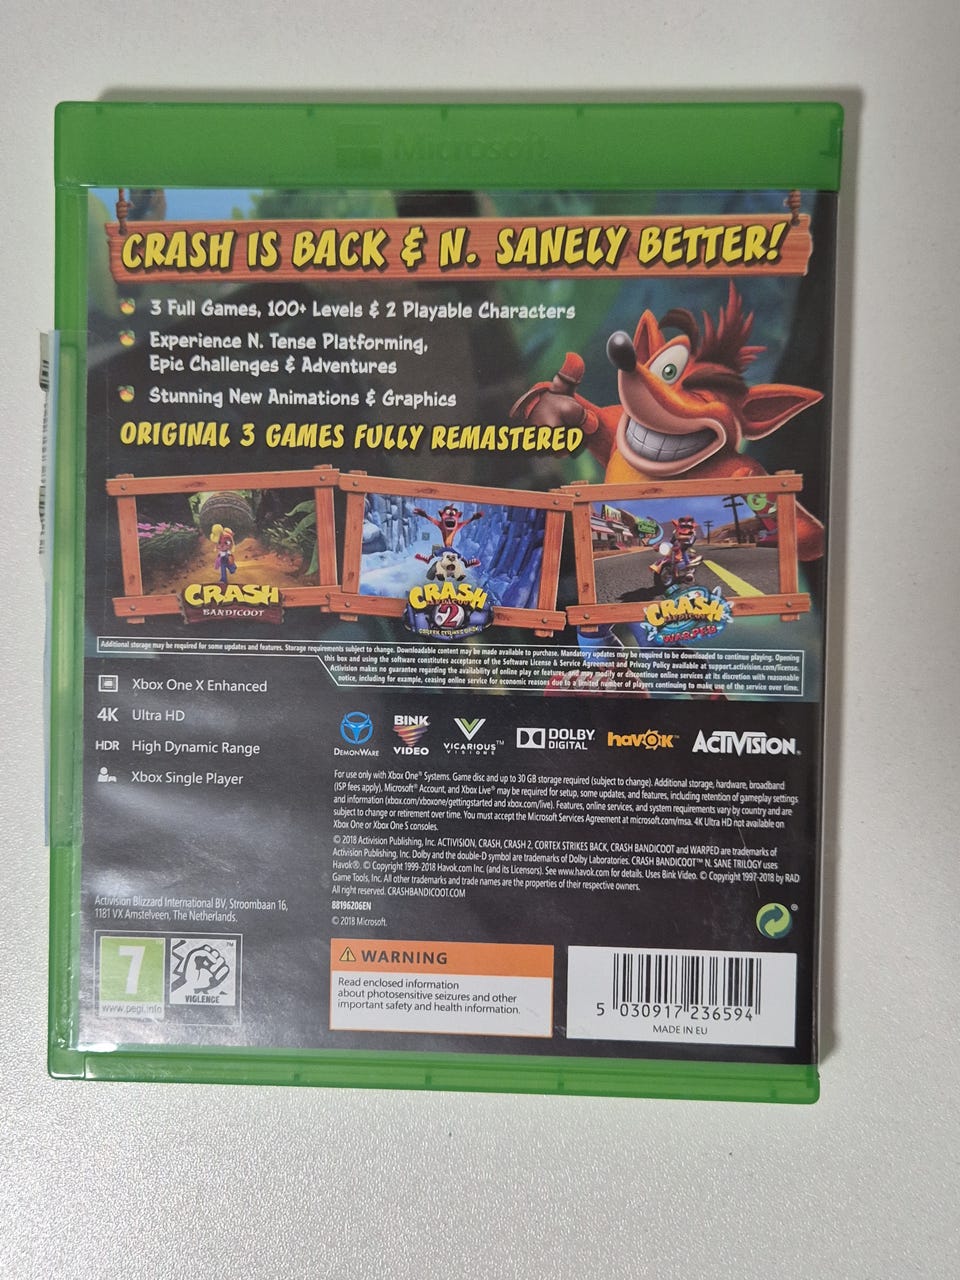 Microsoft
CRASH IS BACK & N. SANELY BETTER!
3 Full Games, 100+ Levels & 2 Playable Characters
Experience N. Tense Platforming,
Epic Challenges & Adventures
Stunning New Animations & Graphics
ORIGINAL 3 GAMES FULLY REMASTERED
CRASH
BANDICOOT
CRASH
BANDICOOT
2
CORTEX STRIKES BACK
CRASH
BANDICOOT
WARPED
Additional storage may be required for some updates and features. Storage requirements subject to change. Downloadable content may be made available to purchase. Mandatory updates may be required to be downloaded to continue playing. Opening
this box and using the software constitutes acceptance of the Software License & Service Agreement and Privacy Policy available at support.activision.com/license.
Activision makes no guarantee regarding the availability of online play or features, and may modify or discontinue online services at its discretion with reasonable
notice, including for example, ceasing online service for economic reasons due to a limited number of players continuing to make use of the service over time.
Xbox One X Enhanced
4K Ultra HD
HDR High Dynamic Range
Xbox Single Player
DEMONWARE
BINK
VIDEO
VICARIOUS™
VISIONS
DOLBY
DIGITAL
havok™
ACTIVISION®
For use only with Xbox One® Systems. Game disc and up to 30 GB storage required (subject to change). Additional storage, hardware, broadband
(ISP fees apply), Microsoft® Account, and Xbox Live® may be required for setup, some updates, and features, including retention of gameplay settings
and information (xbox.com/xboxone/gettingstarted and xbox.com/live). Features, online services, and system requirements vary by country and are
subject to change or retirement over time. You must accept the Microsoft Services Agreement at microsoft.com/msa. 4K Ultra HD not available on
Xbox One or Xbox One S consoles.
© 2018 Activision Publishing, Inc. ACTIVISION, CRASH, CRASH 2, CORTEX STRIKES BACK, CRASH BANDICOOT and WARPED are trademarks of
Activision Publishing, Inc. Dolby and the double-D symbol are trademarks of Dolby Laboratories. CRASH BANDICOOT™ N. SANE TRILOGY uses
Havok®. © Copyright 1999-2018 Havok.com Inc. (and its Licensors). See www.havok.com for details. Uses Bink Video. © Copyright 1997-2018 by RAD
Game Tools, Inc. All other trademarks and trade names are the properties of their respective owners.
All right reserved. CRASHBANDICOOT.COM
88196206EN
© 2018 Microsoft.
Activision Blizzard International BV, Stroombaan 16,
1181 VX Amstelveen, The Netherlands.
7
www.pegi.info
VIOLENCE
™
WARNING
Read enclosed information
about photosensitive seizures and other
important safety and health information.
®
5 030917 236594
MADE IN EU